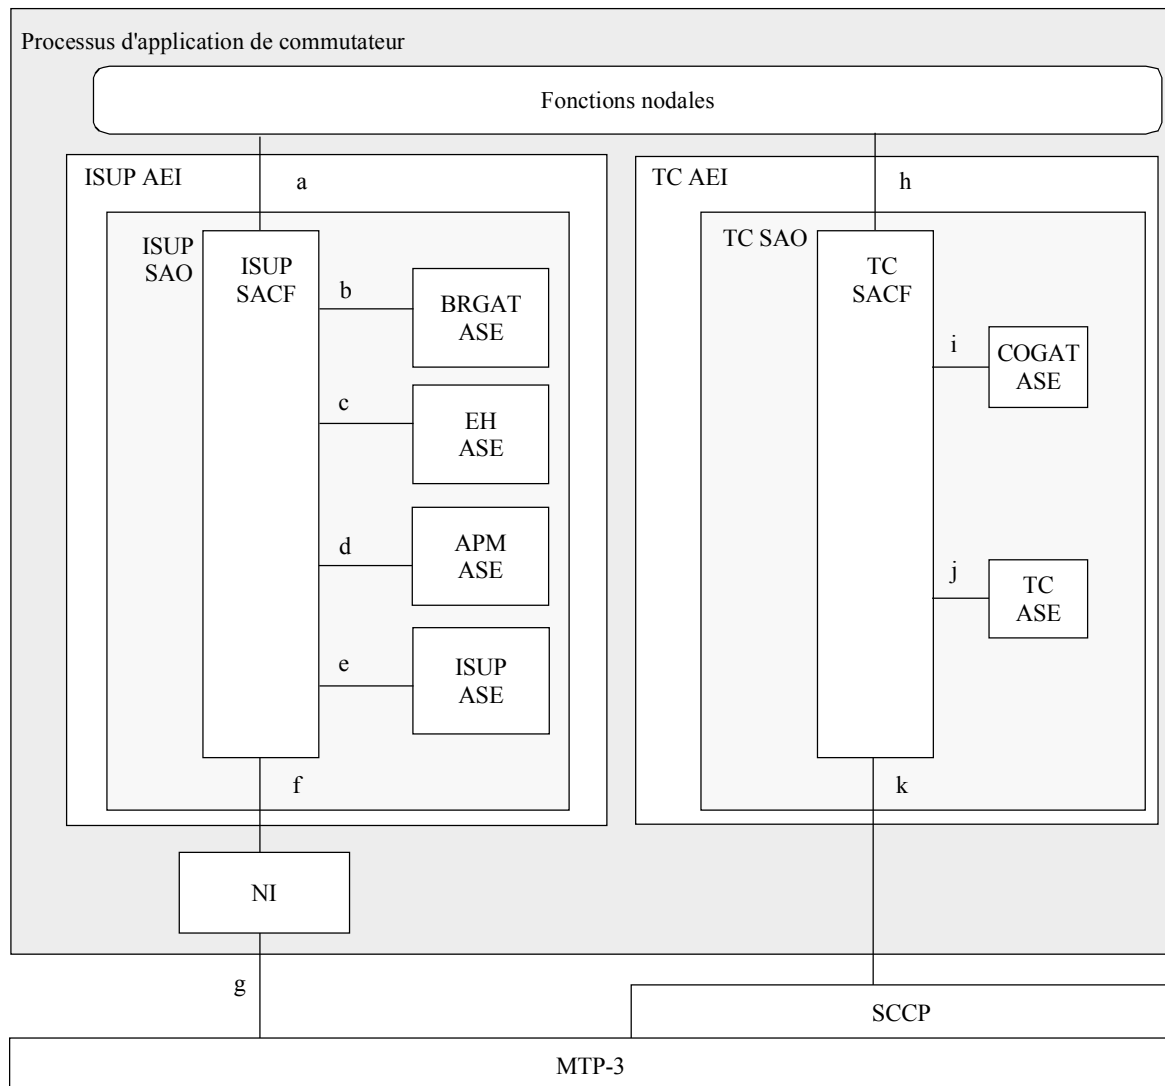 Processus d'application de commutateur
Fonctions nodales
ISUP AEI
a
ISUP
SAO
ISUP
SACF
b
BRGAT
ASE
c
EH
ASE
d
APM
ASE
e
ISUP
ASE
f
NI
g
TC AEI
h
TC SAO
TC
SACF
i
COGAT
ASE
j
TC
ASE
k
SCCP
MTP-3